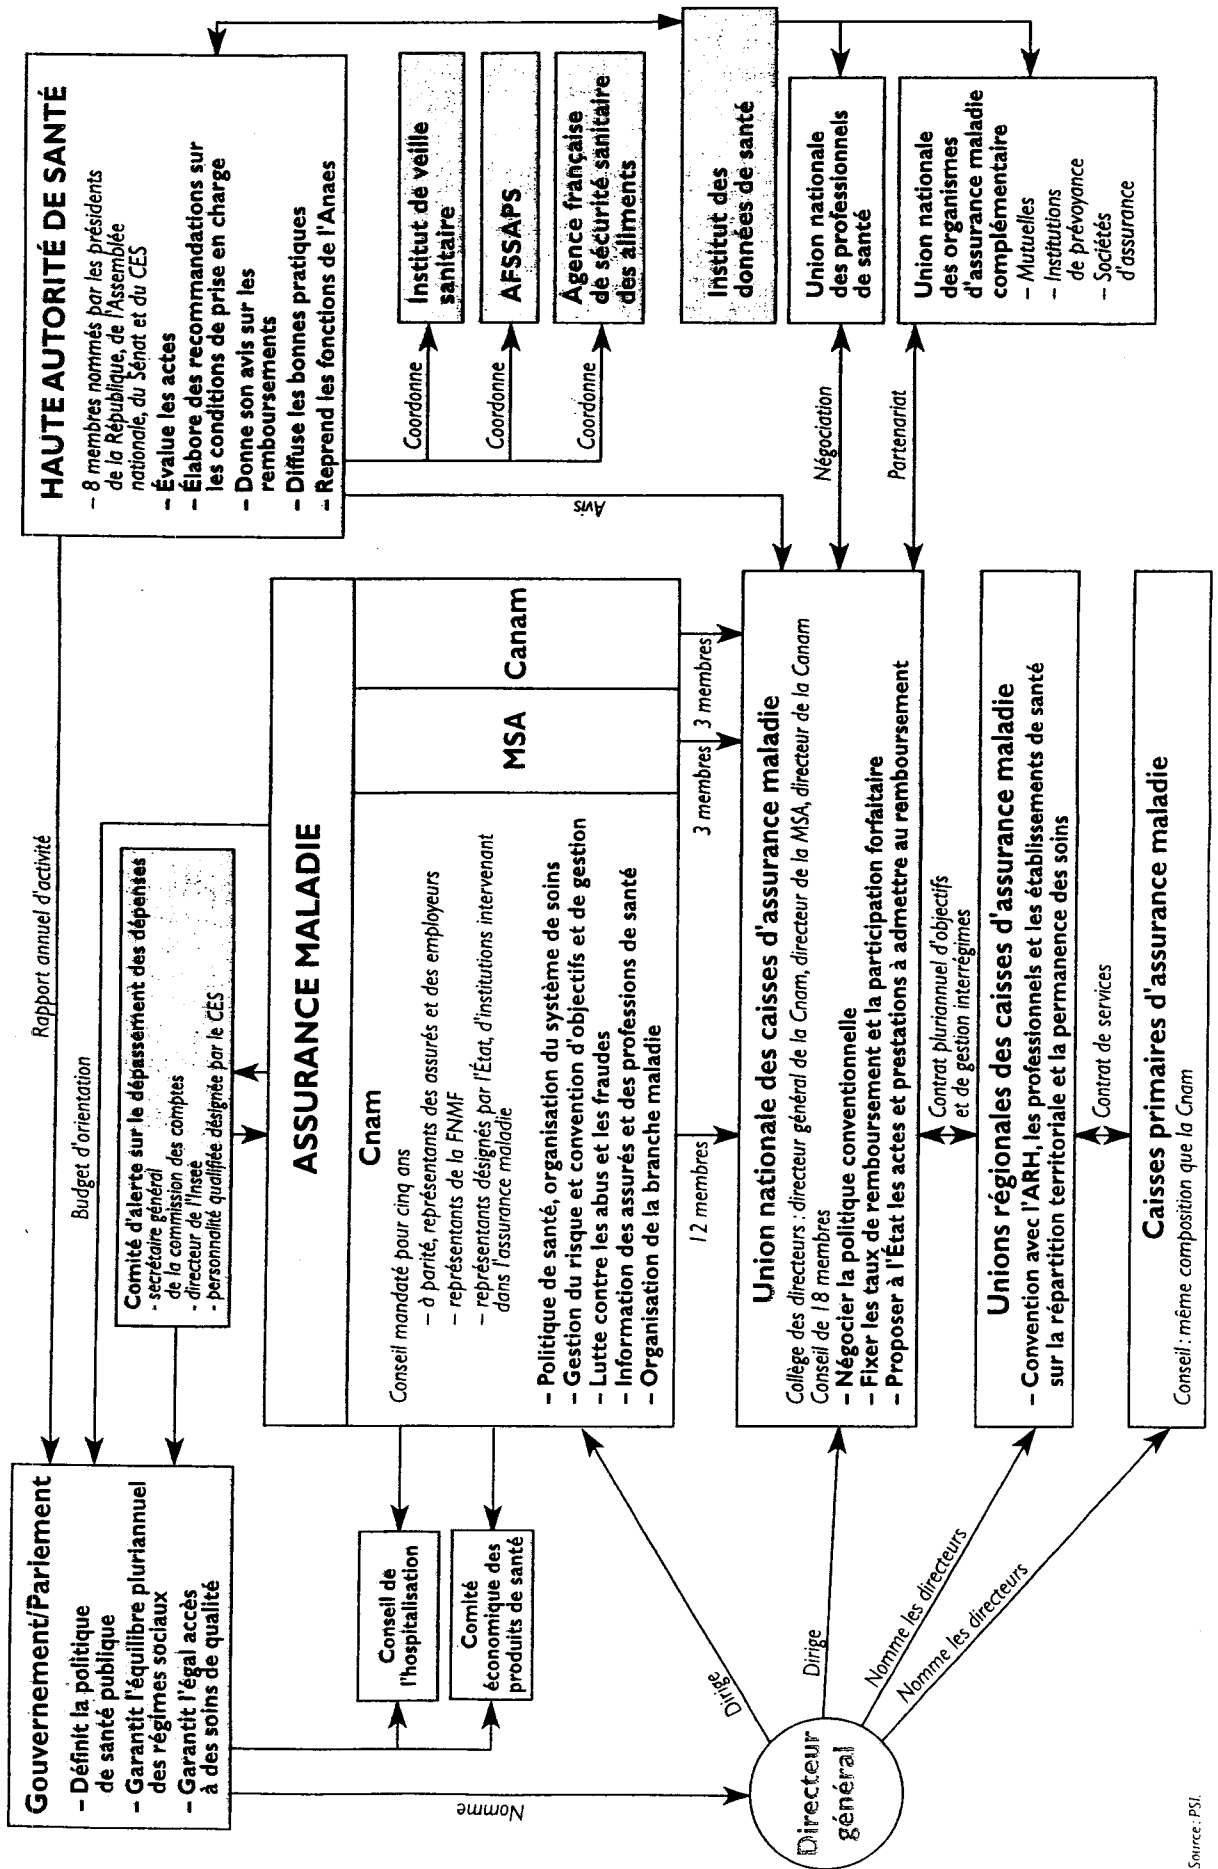 Gouvernement/Parlement
– Définit la politique
de santé publique
– Garantit l'équilibre pluriannuel
des régimes sociaux
– Garantit l'égal accès
à des soins de qualité
Rapport annuel d'activité
Budget d'orientation
Comité d'alerte sur le dépassement des dépenses
- secrétaire général
de la commission des comptes
- directeur de l'Insee
- personnalité qualifiée désignée par le CES
HAUTE AUTORITÉ DE SANTÉ
– 8 membres nommés par les présidents
de la République, de l'Assemblée
nationale, du Sénat et du CES
– Évalue les actes
– Élabore des recommandations sur
les conditions de prise en charge
– Donne son avis sur les
remboursements
– Diffuse les bonnes pratiques
– Reprend les fonctions de l'Anaes
Nomme
Conseil de
l'hospitalisation
Comité
économique des
produits de santé
ASSURANCE MALADIE
Cnam
Conseil mandaté pour cinq ans
– à parité, représentants des assurés et des employeurs
– représentants de la FNMF
– représentants désignés par l'État, d'institutions intervenant
dans l'assurance maladie
– Politique de santé, organisation du système de soins
– Gestion du risque et convention d'objectifs et de gestion
– Lutte contre les abus et les fraudes
– Information des assurés et des professions de santé
– Organisation de la branche maladie
MSA
Canam
Avis
Coordonne
Institut de veille
sanitaire
Coordonne
AFSSAPS
Coordonne
Agence française
de sécurité sanitaire
des aliments
Institut des
données de santé
12 membres
3 membres
3 membres
Directeur
général
Dirige
Dirige
Nomme les directeurs
Nomme les directeurs
Union nationale des caisses d'assurance maladie
Collège des directeurs : directeur général de la Cnam, directeur de la MSA, directeur de la Canam
Conseil de 18 membres
– Négocier la politique conventionnelle
– Fixer les taux de remboursement et la participation forfaitaire
– Proposer à l'État les actes et prestations à admettre au remboursement
Négociation
Union nationale
des professionnels
de santé
Partenariat
Union nationale
des organismes
d'assurance maladie
complémentaire
– Mutuelles
– Institutions
de prévoyance
– Sociétés
d'assurance
Contrat pluriannuel d'objectifs
et de gestion interrégimes
Unions régionales des caisses d'assurance maladie
– Convention avec l'ARH, les professionnels et les établissements de santé
sur la répartition territoriale et la permanence des soins
Contrat de services
Caisses primaires d'assurance maladie
Conseil : même composition que la Cnam
Source : PSI.